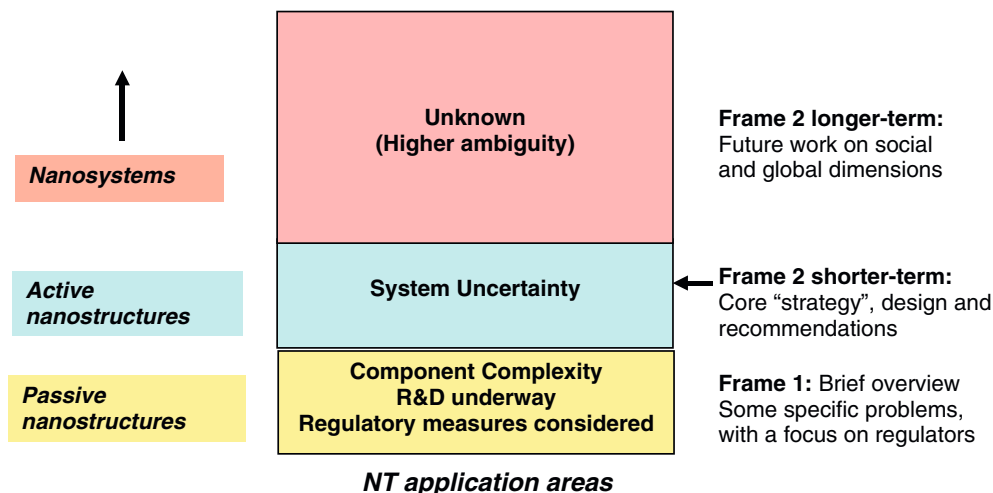 Unknown
(Higher ambiguity)
Frame 2 longer-term:
Future work on social
and global dimensions
Nanosystems
Active
nanostructures
System Uncertainty
Frame 2 shorter-term:
Core “strategy”, design and
recommendations
Passive
nanostructures
Component Complexity
R&D underway
Regulatory measures considered
Frame 1: Brief overview
Some specific problems,
with a focus on regulators
NT application areas